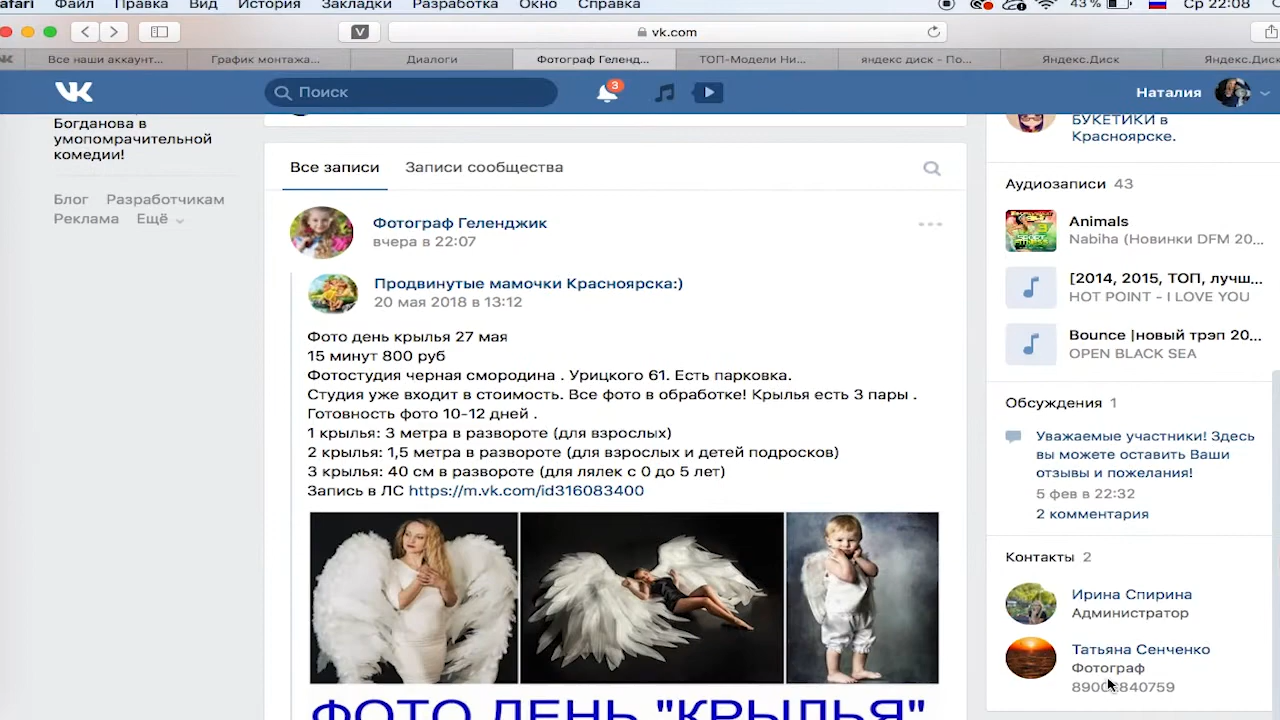 afari Файл Правка Вид История Закладки Разработка Окно Справка 43 % Ср 22:08
vk.com
Все наши аккаунт... График монтажа... Диалоги Фотограф Геленд... ТОП-Модели Ни... яндекс диск - По... Яндекс.Диск Яндекс.Ди
Поиск 3 Наталия
Богданова в
умопомрачительной
комедии!
Блог Разработчикам
Реклама Ещё
Все записи Записи сообщества
Фотограф Геленджик
вчера в 22:07
Продвинутые мамочки Красноярска:)
20 мая 2018 в 13:12
Фото день крылья 27 мая
15 минут 800 руб
Фотостудия черная смородина . Урицкого 61. Есть парковка.
Студия уже входит в стоимость. Все фото в обработке! Крылья есть 3 пары .
Готовность фото 10-12 дней .
1 крылья: 3 метра в развороте (для взрослых)
2 крылья: 1,5 метра в развороте (для взрослых и детей подросков)
3 крылья: 40 см в развороте (для лялек с 0 до 5 лет)
Запись в ЛС https://m.vk.com/id316083400
ФОТО ДЕНЬ "КРЫЛЬЯ"
БУКЕТИКИ в
Красноярске.
Аудиозаписи 43
Animals
Nabiha (Новинки DFM 20...
[2014, 2015, ТОП, лучш...
HOT POINT - I LOVE YOU
Bounce |новый трэп 20...
OPEN BLACK SEA
Обсуждения 1
Уважаемые участники! Здесь
вы можете оставить Ваши
отзывы и пожелания!
5 фев в 22:32
2 комментария
Контакты 2
Ирина Спирина
Администратор
Татьяна Сенченко
Фотограф